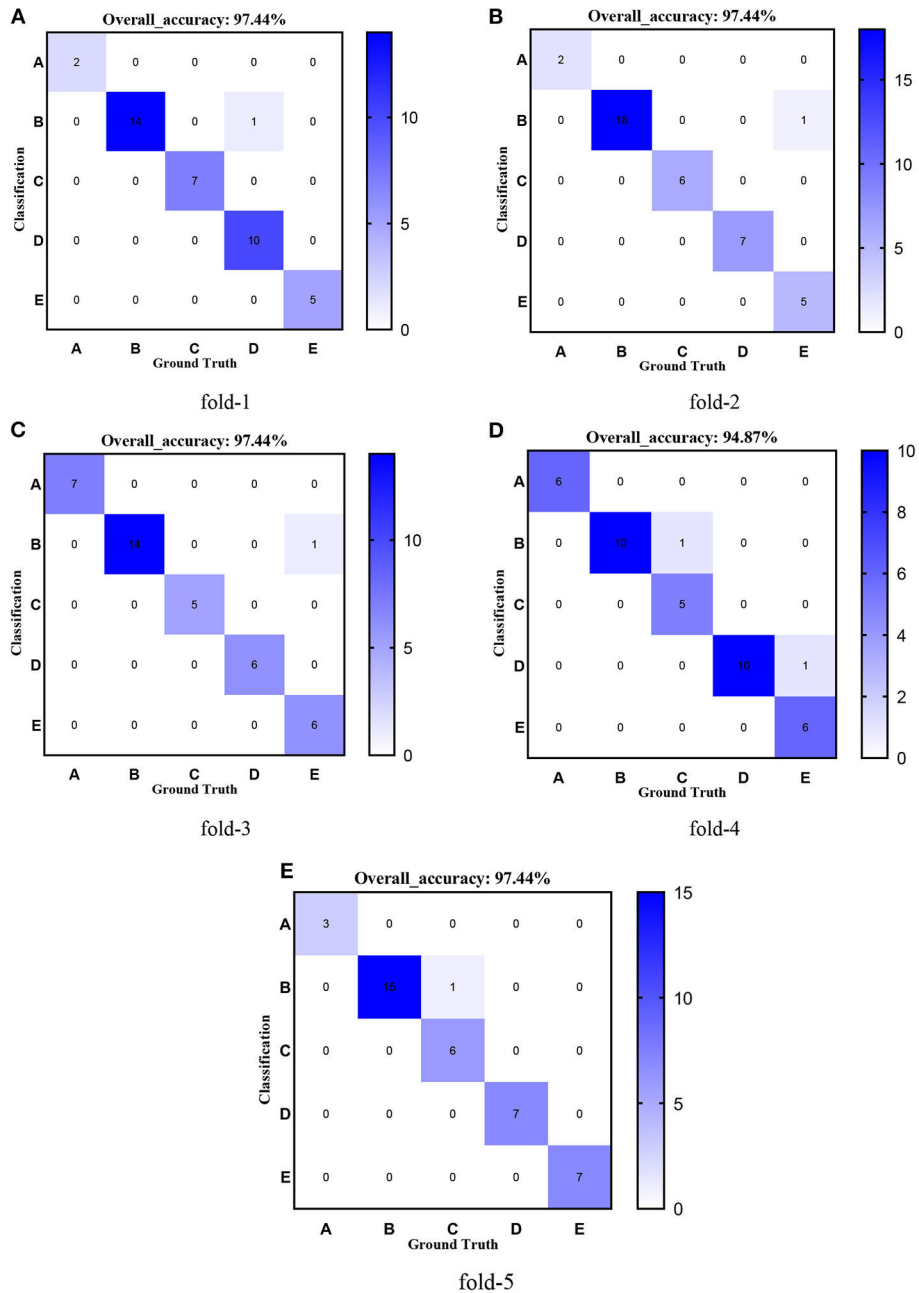 A
Overall_accuracy: 97.44%
A 2 0 0 0 0
B 0 14 0 1 0
C 0 0 7 0 0
D 0 0 0 10 0
E 0 0 0 0 5
A B C D E
Classification
Ground Truth
10
5
0
fold-1
B
Overall_accuracy: 97.44%
A 2 0 0 0 0
B 0 18 0 0 1
C 0 0 6 0 0
D 0 0 0 7 0
E 0 0 0 0 5
A B C D E
Classification
Ground Truth
15
10
5
0
fold-2
C
Overall_accuracy: 97.44%
A 7 0 0 0 0
B 0 14 0 0 1
C 0 0 5 0 0
D 0 0 0 6 0
E 0 0 0 0 6
A B C D E
Classification
Ground Truth
10
5
0
fold-3
D
Overall_accuracy: 94.87%
A 6 0 0 0 0
B 0 10 1 0 0
C 0 0 5 0 0
D 0 0 0 10 1
E 0 0 0 0 6
A B C D E
Classification
Ground Truth
10
8
6
4
2
0
fold-4
E
Overall_accuracy: 97.44%
A 3 0 0 0 0
B 0 15 1 0 0
C 0 0 6 0 0
D 0 0 0 7 0
E 0 0 0 0 7
A B C D E
Classification
Ground Truth
15
10
5
0
fold-5